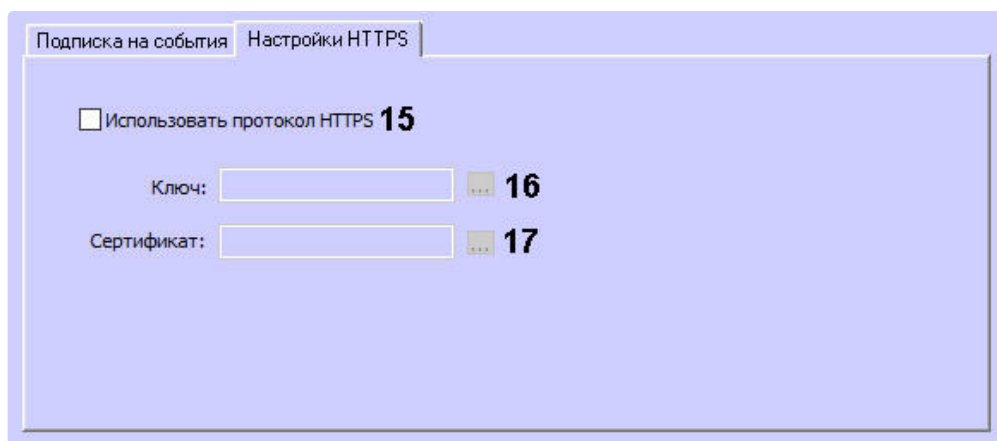 Подписка на события Настройки HTTPS
Использовать протокол HTTPS 15
Ключ: ... 16
Сертификат: ... 17